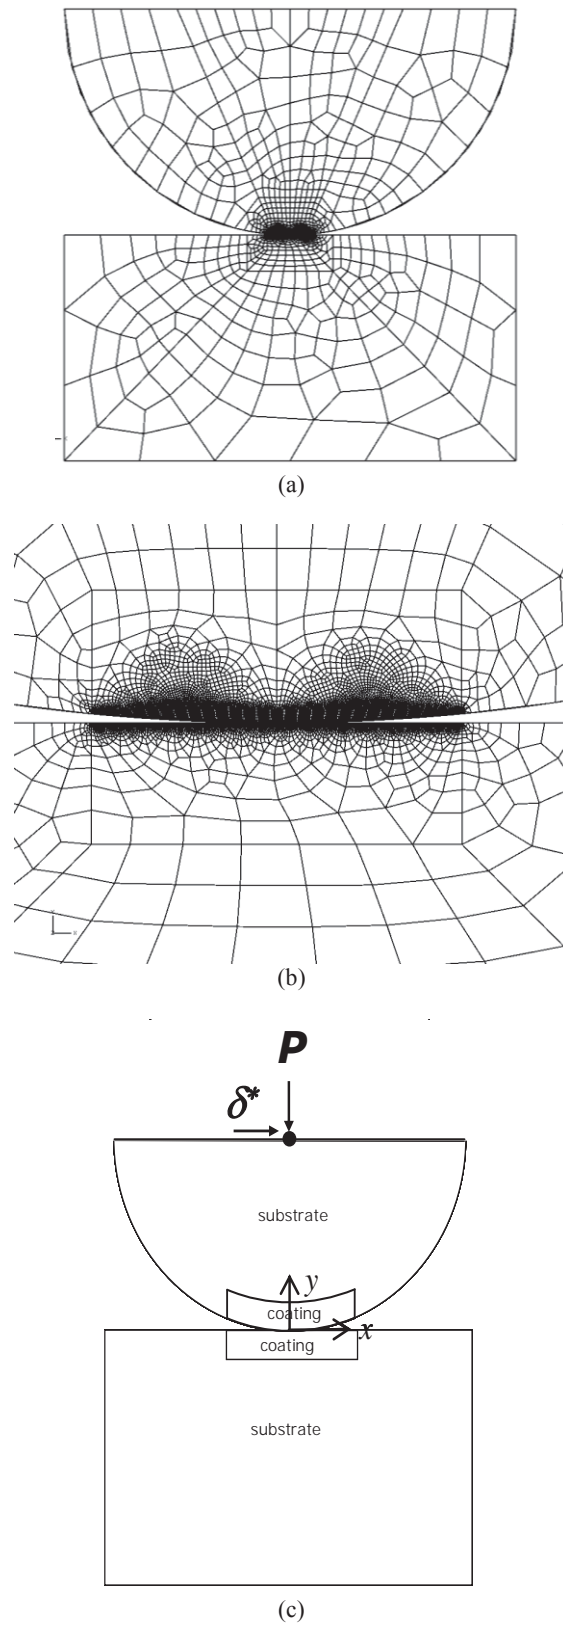 (a)
(b)
P
δ*
substrate
y
coating
x
coating
substrate
(c)